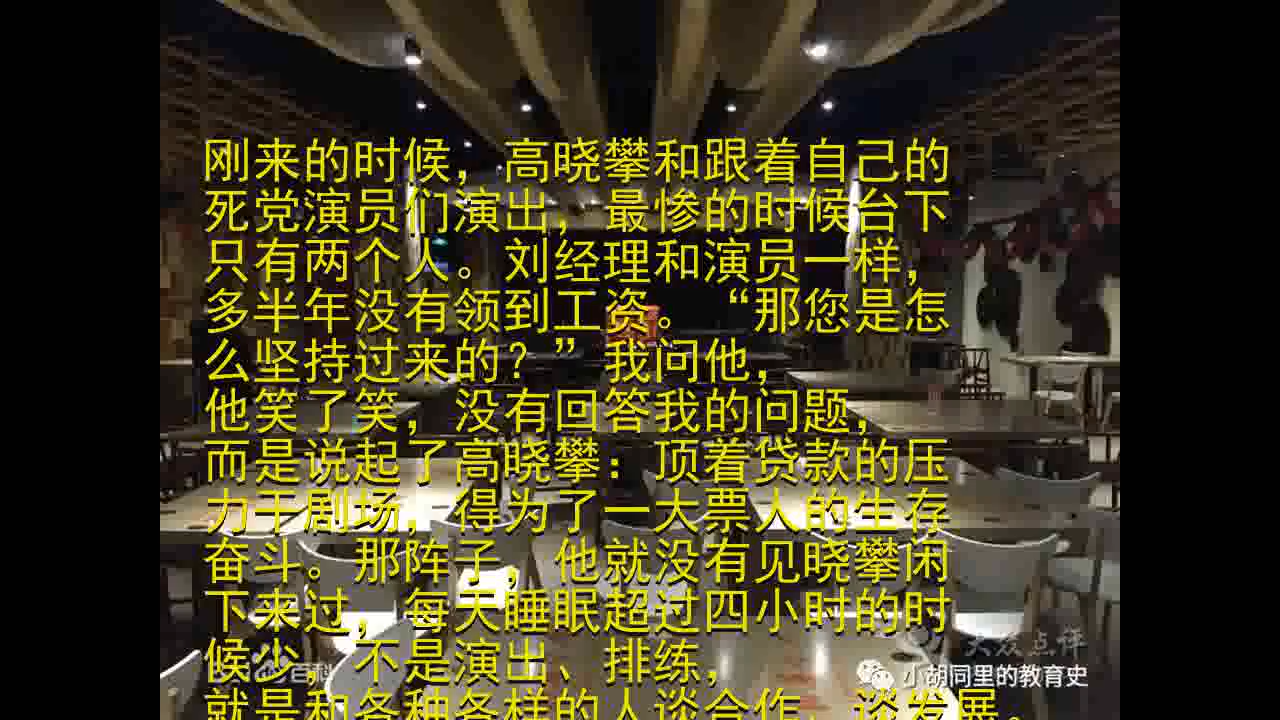 刚来的时候，高晓攀和跟着自己的
死党演员们演出，最惨的时候台下
只有两个人。刘经理和演员一样，
多半年没有领到工资。“那您是怎
么坚持过来的？”我问他，
他笑了笑，没有回答我的问题，
而是说起了高晓攀：顶着贷款的压
力干剧场，得为了一大票人的生存
奋斗。那阵子，他就没有见晓攀闲
下来过，每天睡眠超过四小时的时
候少，不是演出、排练，
就是和各种各样的人谈合作、谈发展。
百科
大众点评
小胡同里的教育史